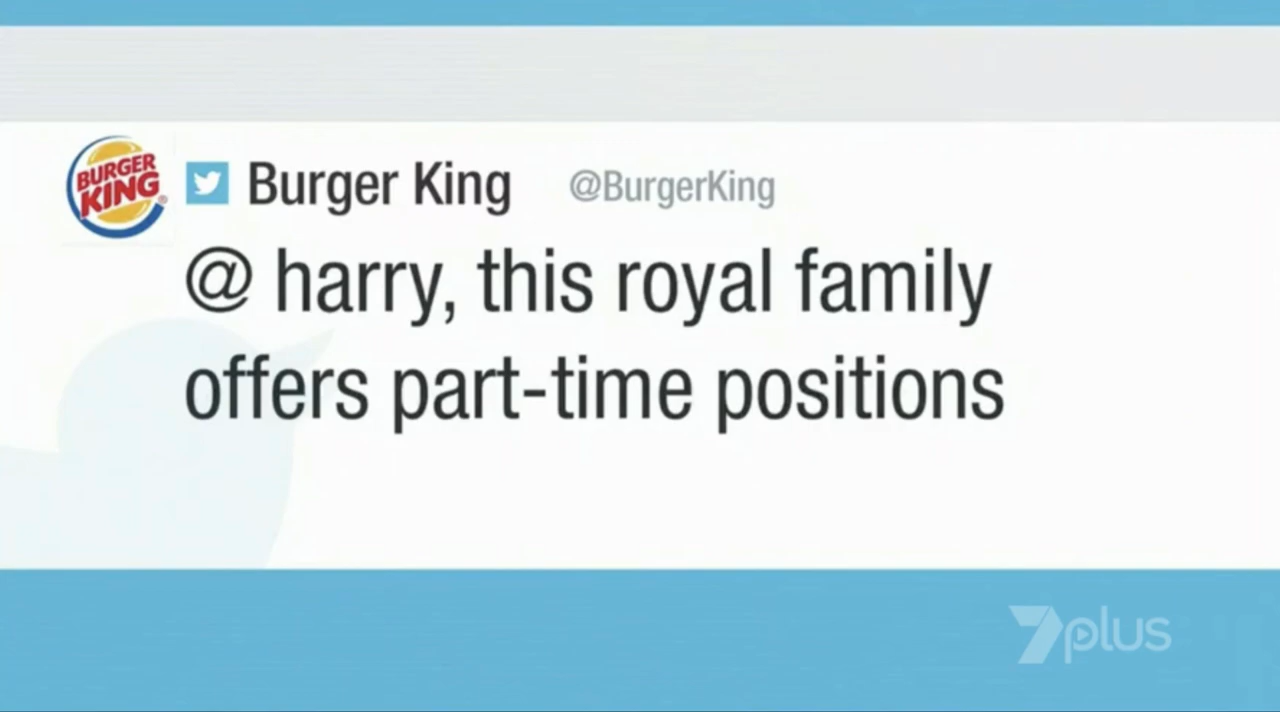 BURGER
KING
Burger King @BurgerKing
@ harry, this royal family
offers part-time positions
7plus